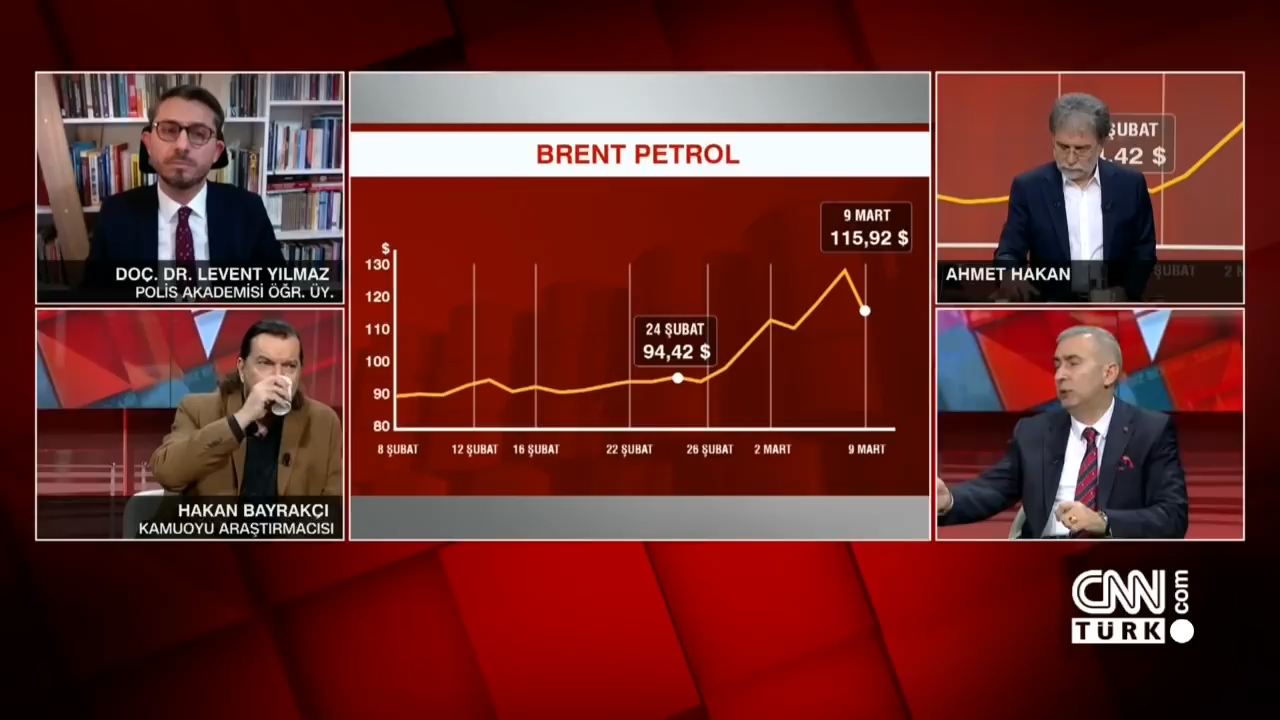 DOÇ. DR. LEVENT YILMAZ
POLİS AKADEMİSİ ÖĞR. ÜY.
HAKAN BAYRAKÇI
KAMUOYU ARAŞTIRMACISI
BRENT PETROL
$
130
120
110
100
90
80
24 ŞUBAT
94,42 $
9 MART
115,92 $
8 ŞUBAT
12 ŞUBAT
16 ŞUBAT
22 ŞUBAT
26 ŞUBAT
2 MART
9 MART
ŞUBAT
.42 $
AHMET HAKAN
ŞUBAT
2
CNN
TÜRK
.com